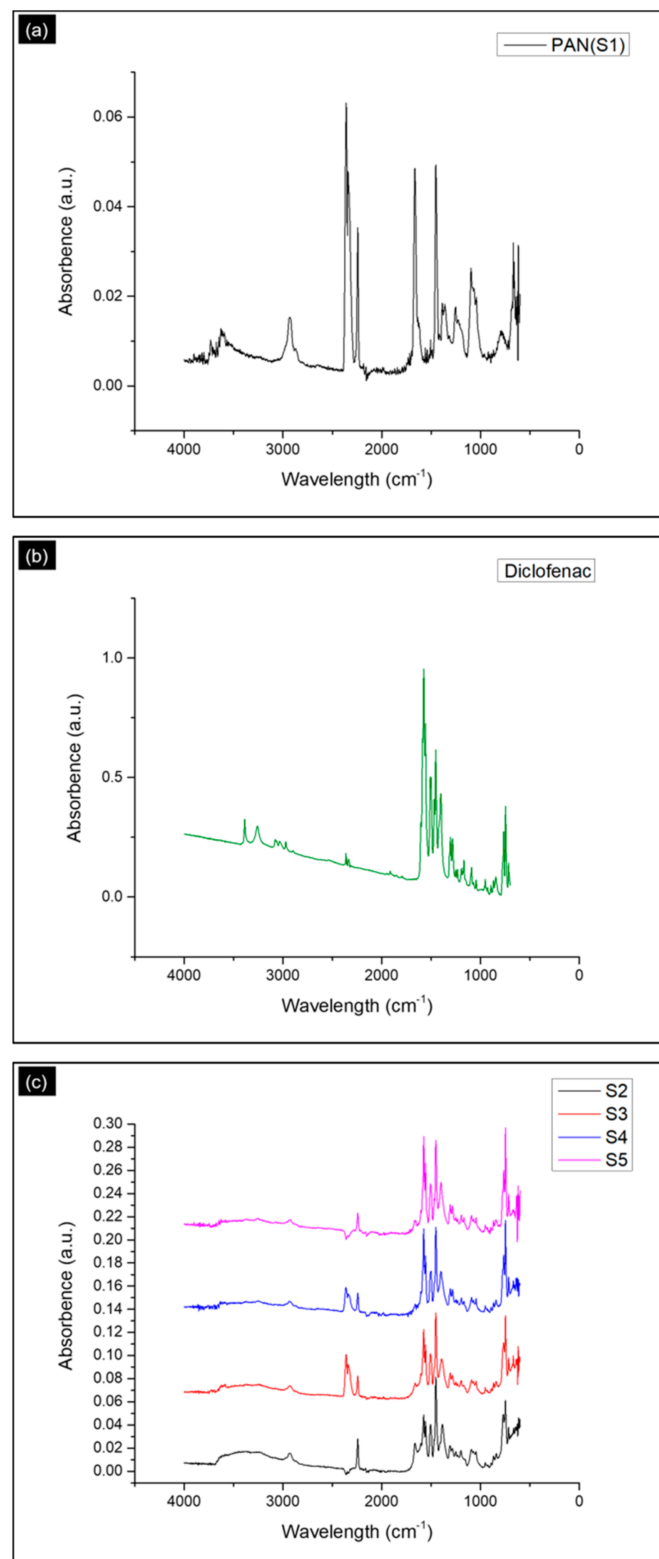 (a)
PAN(S1)
0.06
0.04
0.02
0.00
Absorbence (a.u.)
4000 3000 2000 1000 0
Wavelength (cm⁻¹)
(b)
Diclofenac
1.0
0.5
0.0
Absorbence (a.u.)
4000 3000 2000 1000 0
Wavelength (cm⁻¹)
(c)
S2
S3
S4
S5
0.30
0.28
0.26
0.24
0.22
0.20
0.18
0.16
0.14
0.12
0.10
0.08
0.06
0.04
0.02
0.00
Absorbence (a.u.)
4000 3000 2000 1000 0
Wavelength (cm⁻¹)